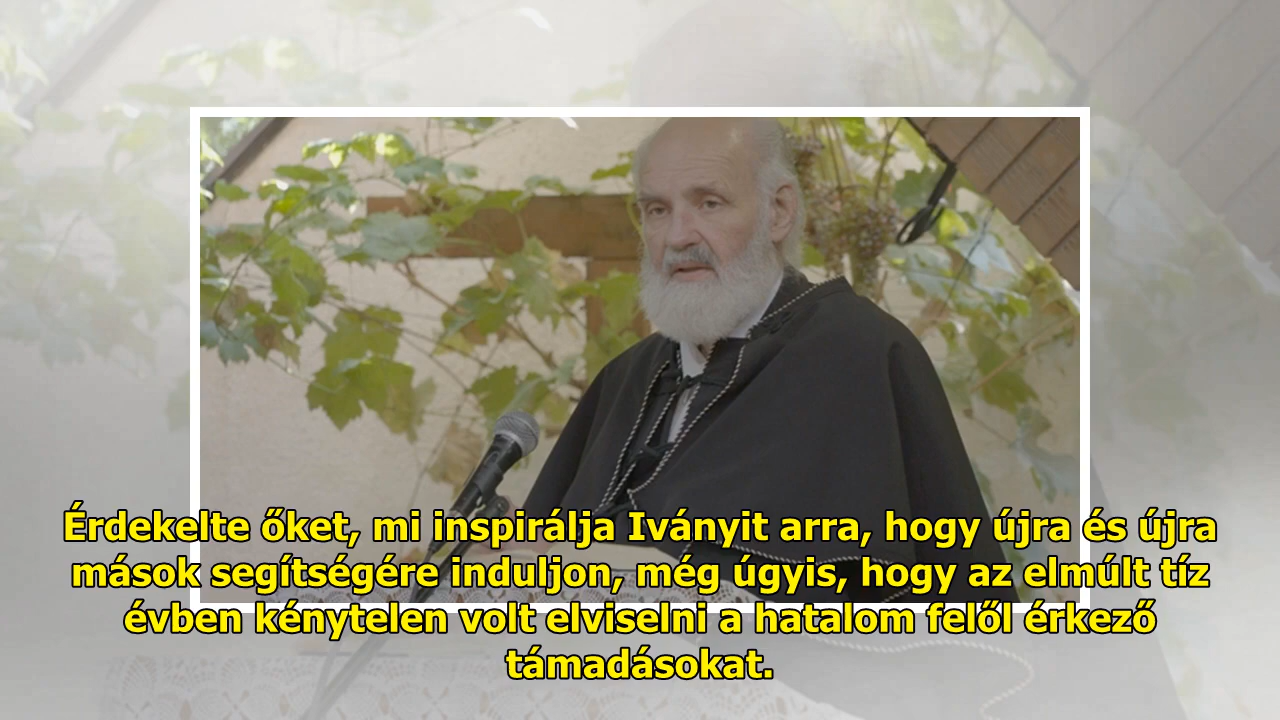 Érdekelte őket, mi inspirálja Iványit arra, hogy újra és újra
mások segítségére induljon, még úgyis, hogy az elmúlt tíz
évben kénytelen volt elviselni a hatalom felől érkező
támadásokat.